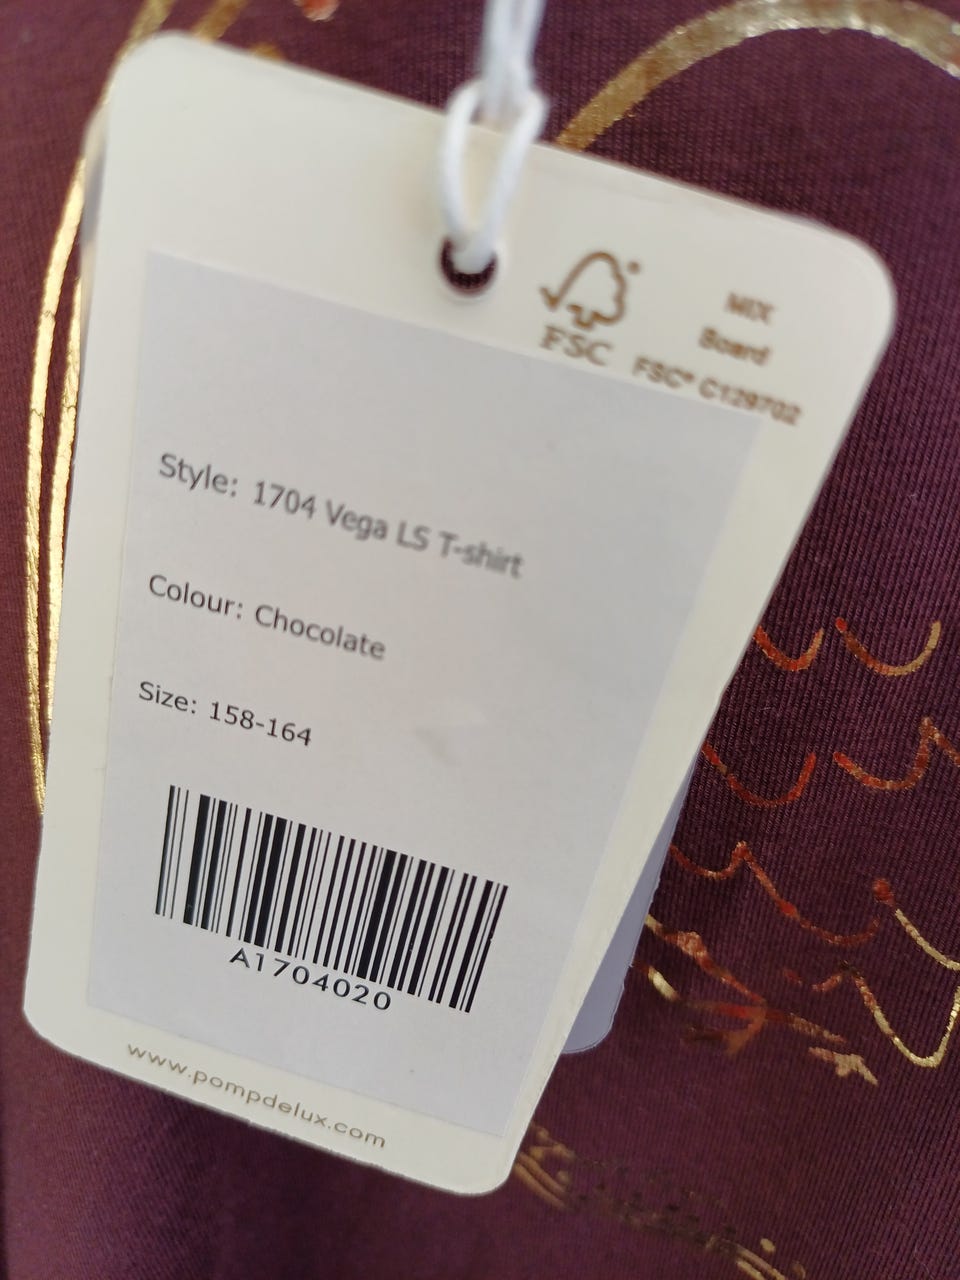 FSC
MIX
Board
FSC® C129702
Style: 1704 Vega LS T-shirt
Colour: Chocolate
Size: 158-164
A1704020
www.pompdelux.com